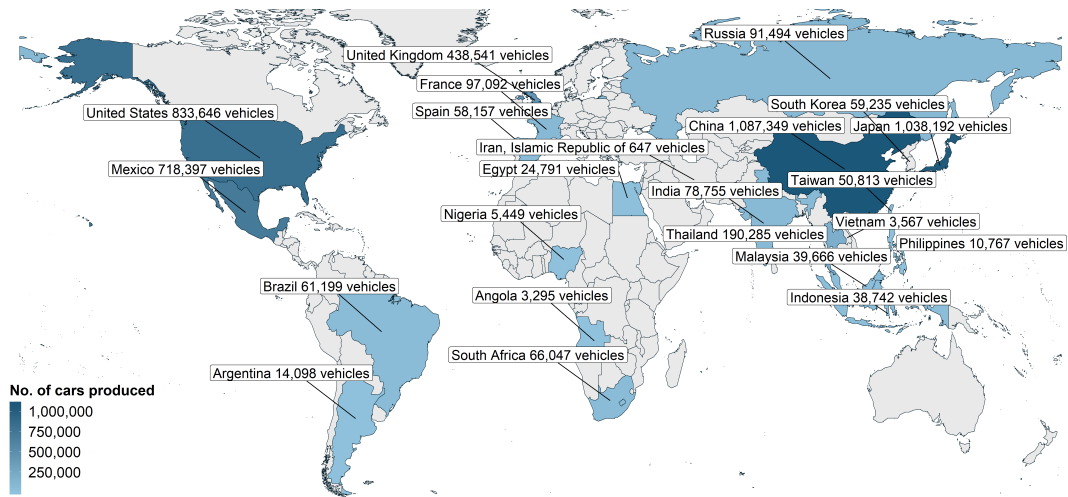 Russia 91,494 vehicles
United Kingdom 438,541 vehicles
France 97,092 vehicles
Spain 58,157 vehicles
South Korea 59,235 vehicles
United States 833,646 vehicles
China 1,087,349 vehicles
Japan 1,038,192 vehicles
Iran, Islamic Republic of 647 vehicles
Mexico 718,397 vehicles
Egypt 24,791 vehicles
Taiwan 50,813 vehicles
India 78,755 vehicles
Nigeria 5,449 vehicles
Vietnam 3,567 vehicles
Thailand 190,285 vehicles
Philippines 10,767 vehicles
Malaysia 39,666 vehicles
Brazil 61,199 vehicles
Angola 3,295 vehicles
Indonesia 38,742 vehicles
South Africa 66,047 vehicles
Argentina 14,098 vehicles
No. of cars produced
1,000,000
750,000
500,000
250,000